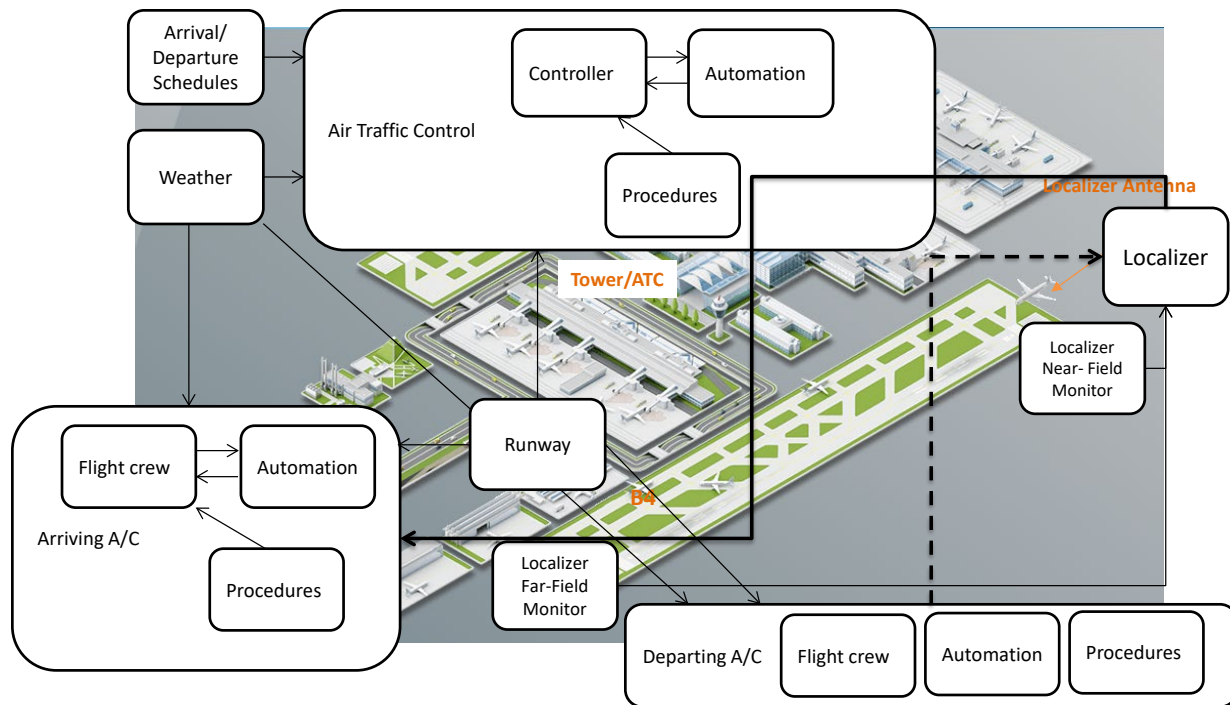 Arrival/
Departure
Schedules
Controller
Automation
Air Traffic Control
Weather
Procedures
Localizer Antenna
Localizer
Tower/ATC
Localizer
Near- Field
Monitor
Flight crew
Automation
Runway
B4
Arriving A/C
Procedures
Localizer
Far-Field
Monitor
Departing A/C
Flight crew
Automation
Procedures